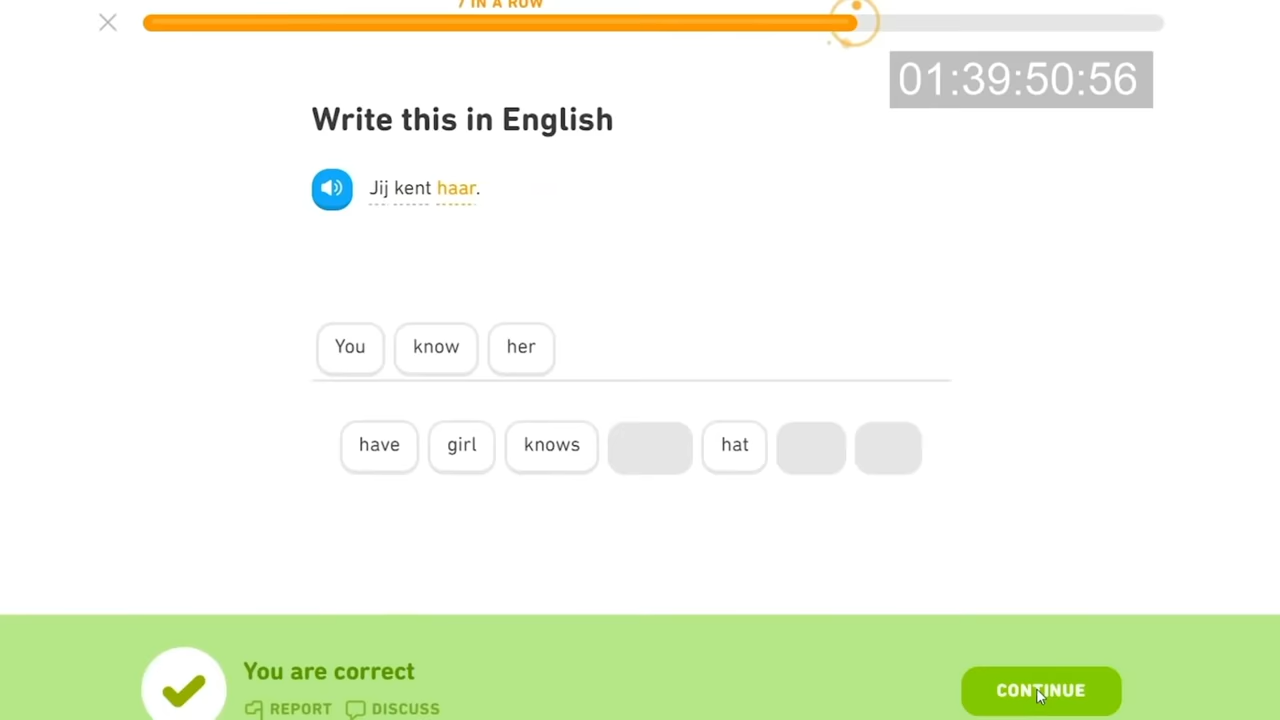 7 IN A ROW
01:39:50:56
Write this in English
Jij kent haar.
You know her
have girl knows hat
You are correct
REPORT DISCUSS
CONTINUE